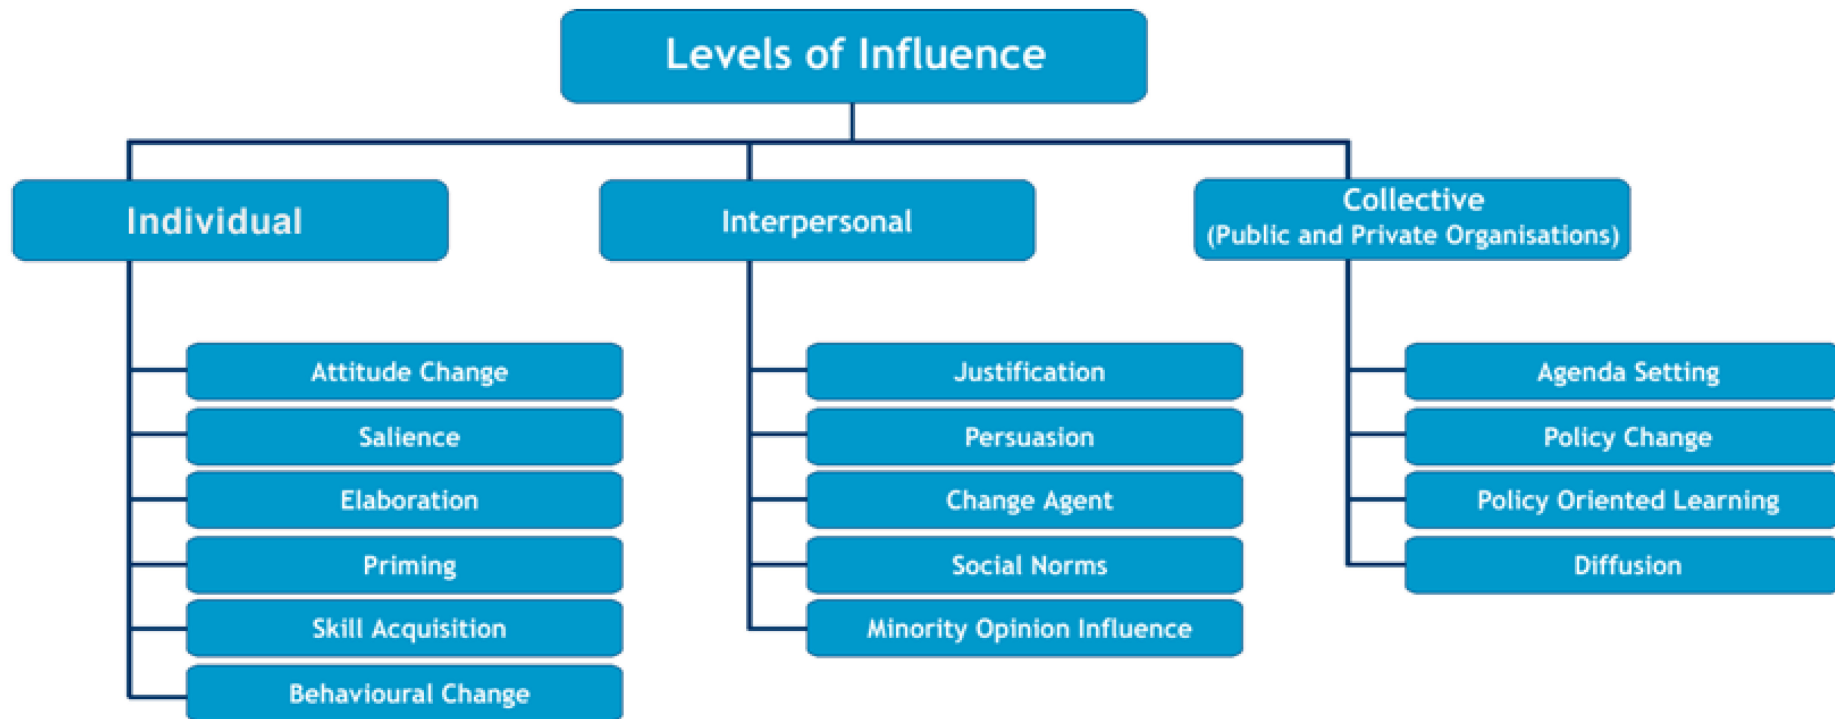 Levels of Influence
Individual
Interpersonal
Collective
(Public and Private Organisations)
Attitude Change
Salience
Elaboration
Priming
Skill Acquisition
Behavioural Change
Justification
Persuasion
Change Agent
Social Norms
Minority Opinion Influence
Agenda Setting
Policy Change
Policy Oriented Learning
Diffusion